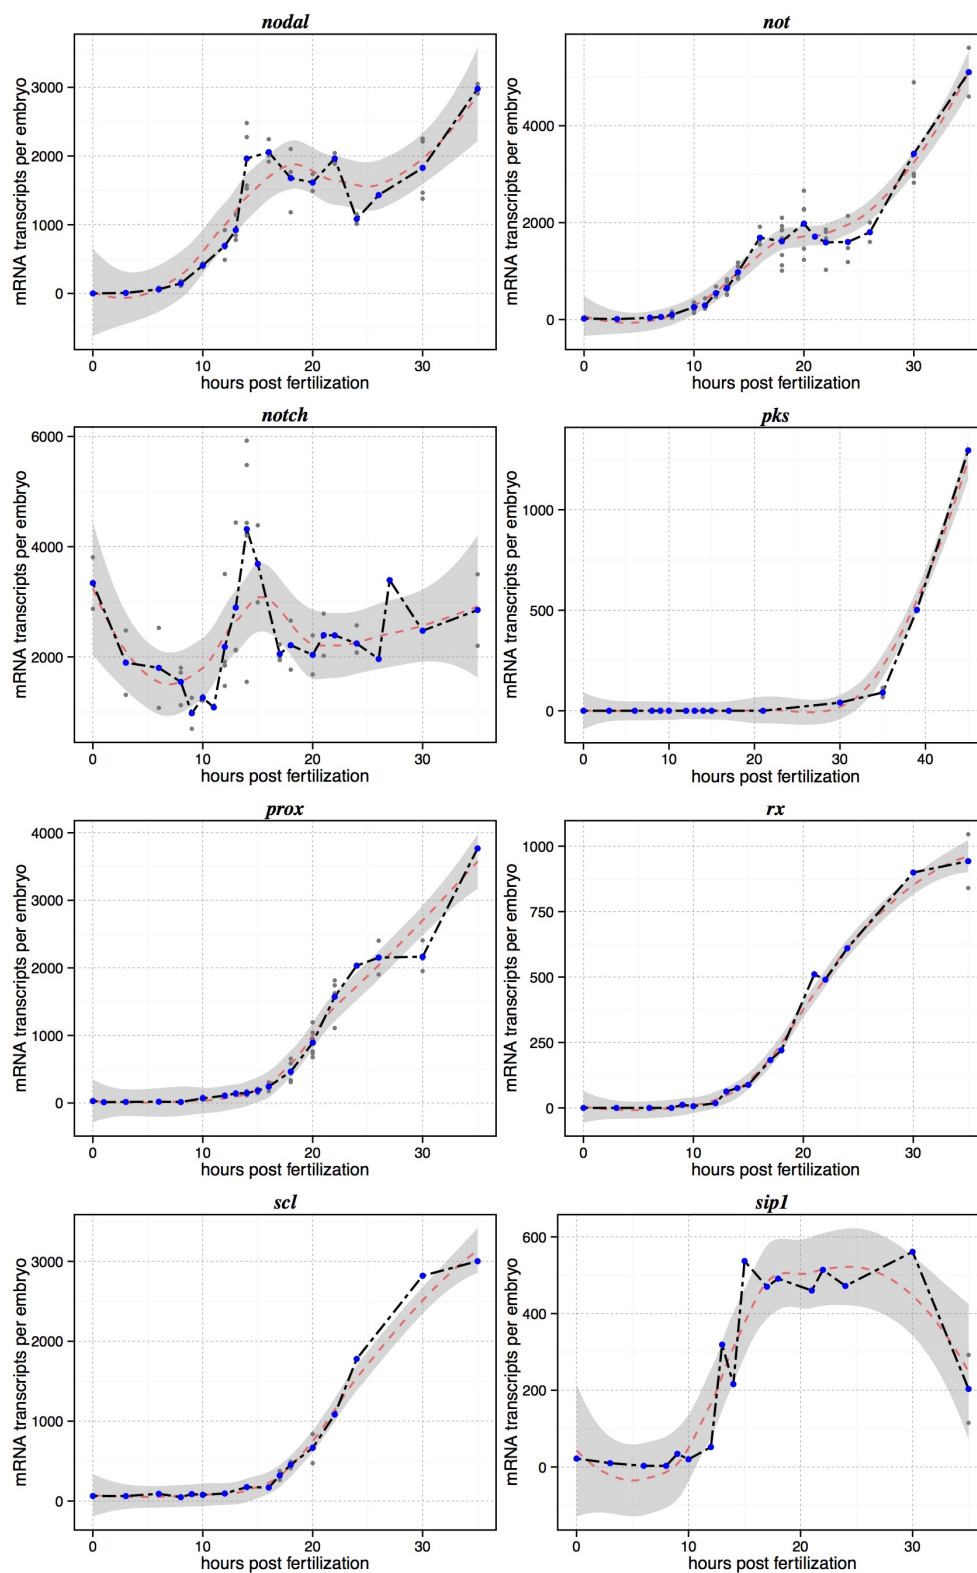 nodal
mRNA transcripts per embryo
3000
2000
1000
0
0 10 20 30
hours post fertilization
not
mRNA transcripts per embryo
4000
2000
0
0 10 20 30
hours post fertilization
notch
mRNA transcripts per embryo
6000
4000
2000
0 10 20 30
hours post fertilization
pks
mRNA transcripts per embryo
1000
500
0
0 10 20 30 40
hours post fertilization
prox
mRNA transcripts per embryo
4000
3000
2000
1000
0
0 10 20 30
hours post fertilization
rx
mRNA transcripts per embryo
1000
750
500
250
0
0 10 20 30
hours post fertilization
scl
mRNA transcripts per embryo
3000
2000
1000
0
0 10 20 30
hours post fertilization
sip1
mRNA transcripts per embryo
600
400
200
0
0 10 20 30
hours post fertilization